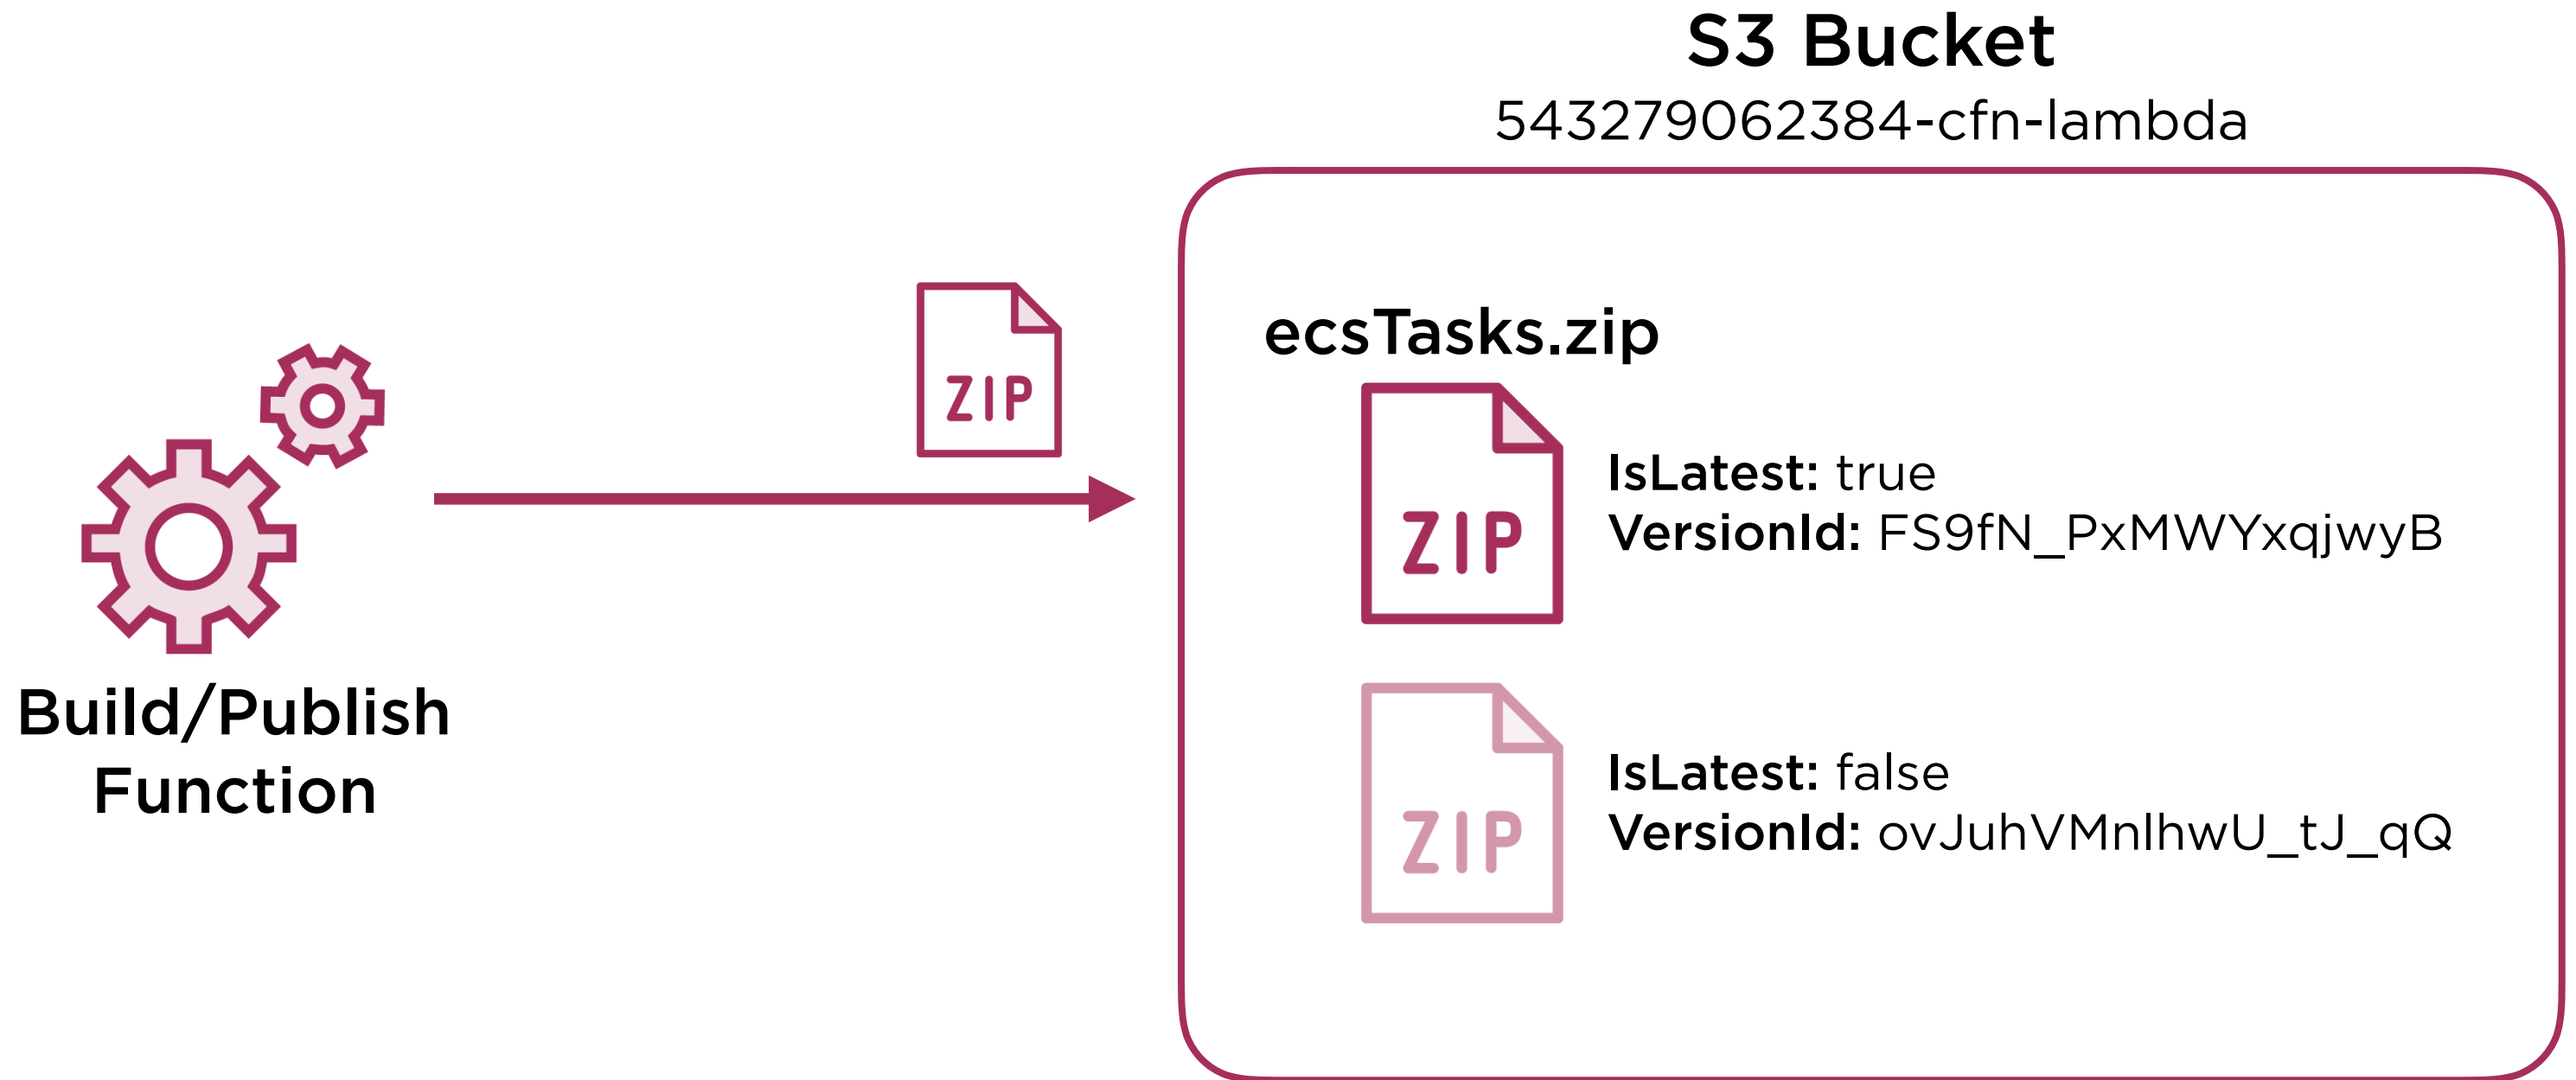 S3 Bucket
543279062384-cfn-lambda
ZIP
ecsTasks.zip
ZIP
IsLatest: true
VersionId: FS9fN_PxMWYxqjwyB
Build/Publish
Function
ZIP
IsLatest: false
VersionId: ovJuhVMnlhwU_tJ_qQ